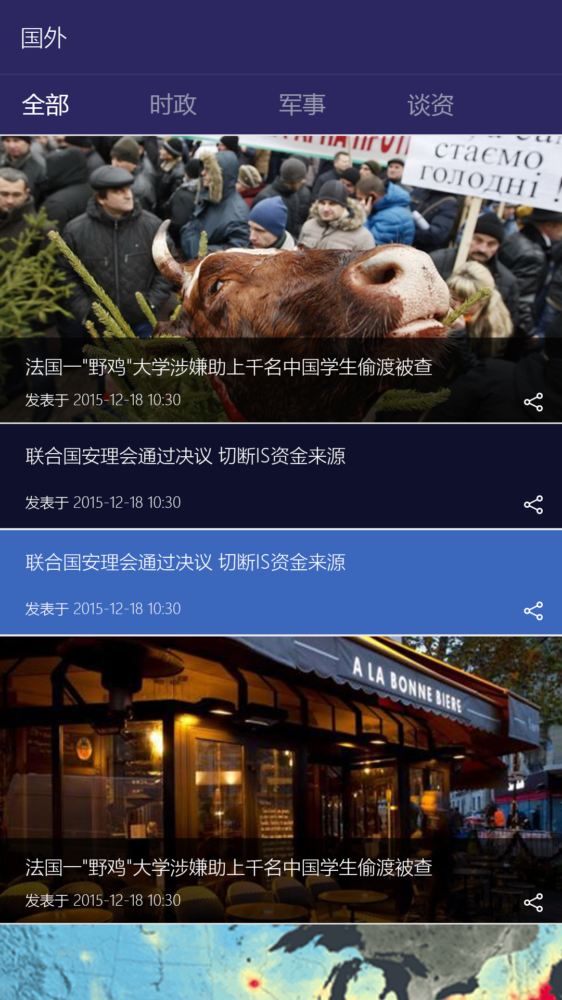 国外
全部 时政 军事 谈资
стаємо
голодні !
法国一"野鸡"大学涉嫌助上千名中国学生偷渡被查
发表于 2015-12-18 10:30
联合国安理会通过决议 切断IS资金来源
发表于 2015-12-18 10:30
联合国安理会通过决议 切断IS资金来源
发表于 2015-12-18 10:30
A LA BONNE BIERE
法国一"野鸡"大学涉嫌助上千名中国学生偷渡被查
发表于 2015-12-18 10:30